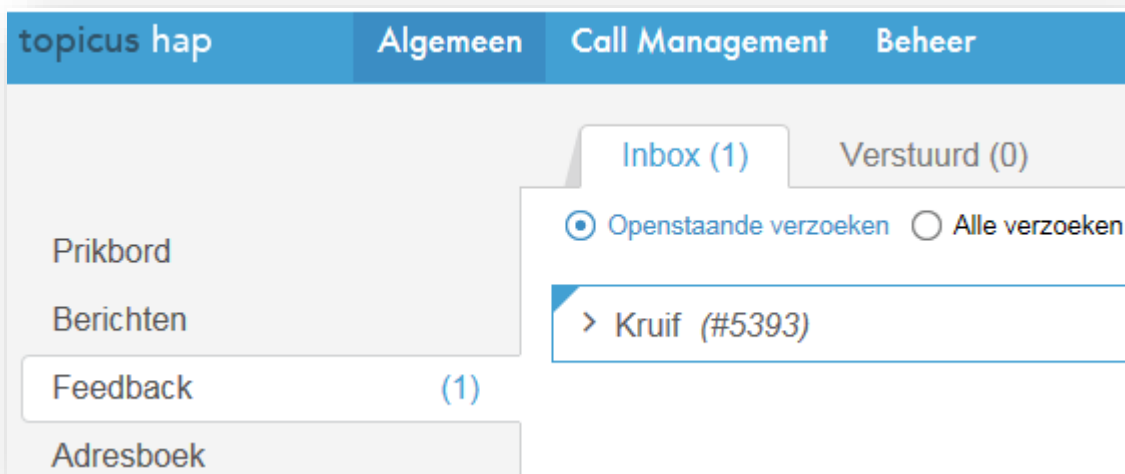 topicus hap Algemeen Call Management Beheer
Inbox (1) Verstuurd (0)
Openstaande verzoeken Alle verzoeken
Prikbord
Berichten
Kruif (#5393)
Feedback (1)
Adresboek